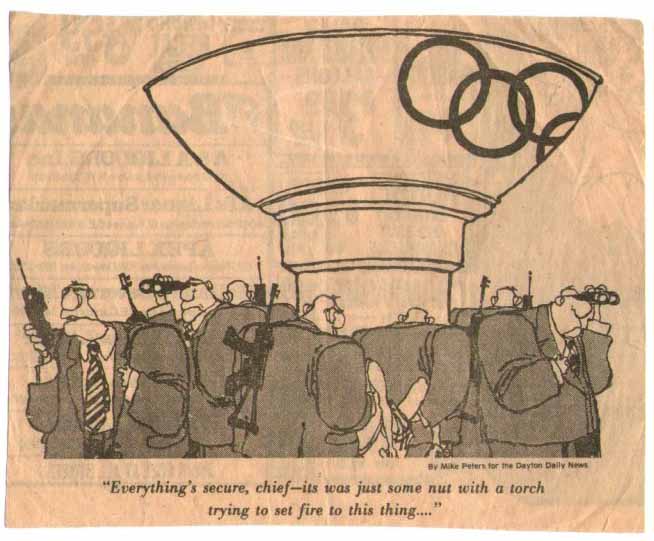 By Mike Peters for the Dayton Daily News
"Everything's secure, chief—its was just some nut with a torch
trying to set fire to this thing...."